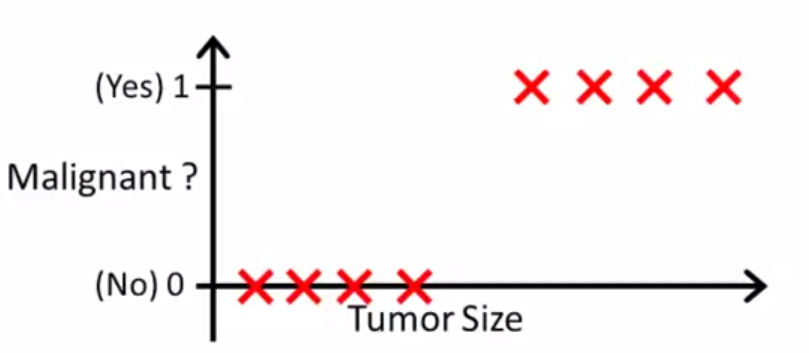 (Yes) 1
Malignant ?
(No) 0
Tumor Size